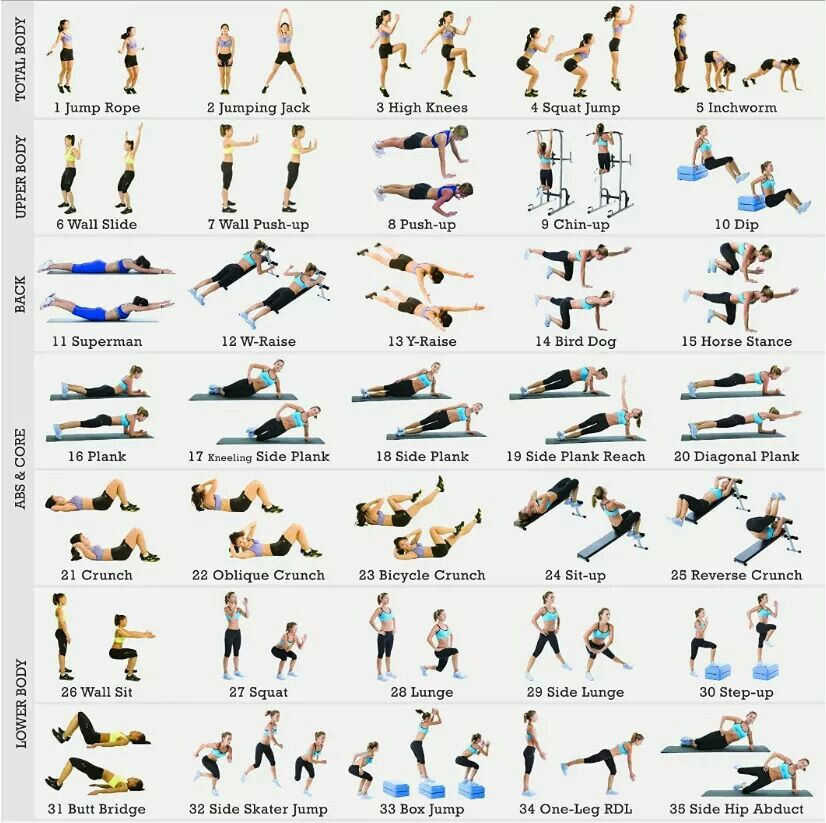 TOTAL BODY
1 Jump Rope
2 Jumping Jack
3 High Knees
4 Squat Jump
5 Inchworm
UPPER BODY
6 Wall Slide
7 Wall Push-up
8 Push-up
9 Chin-up
10 Dip
BACK
11 Superman
12 W-Raise
13 Y-Raise
14 Bird Dog
15 Horse Stance
ABS & CORE
16 Plank
17 Kneeling Side Plank
18 Side Plank
19 Side Plank Reach
20 Diagonal Plank
21 Crunch
22 Oblique Crunch
23 Bicycle Crunch
24 Sit-up
25 Reverse Crunch
LOWER BODY
26 Wall Sit
27 Squat
28 Lunge
29 Side Lunge
30 Step-up
31 Butt Bridge
32 Side Skater Jump
33 Box Jump
34 One-Leg RDL
35 Side Hip Abduct